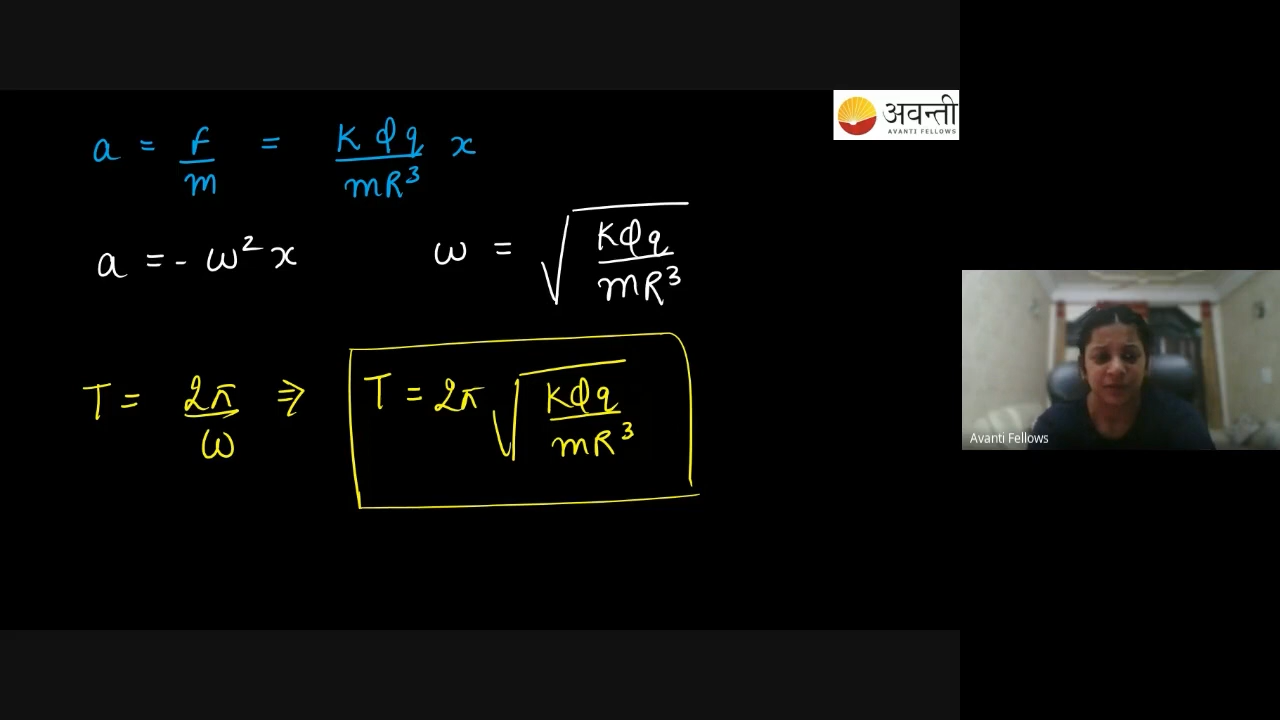 अवन्ती
AVANTI FELLOWS
a = F/m = KQq/mR³ x
a = - ω² x
ω = √(KQq/mR³)
T = 2π/ω ⇒ T = 2π √(KQq/mR³)
Avanti Fellows